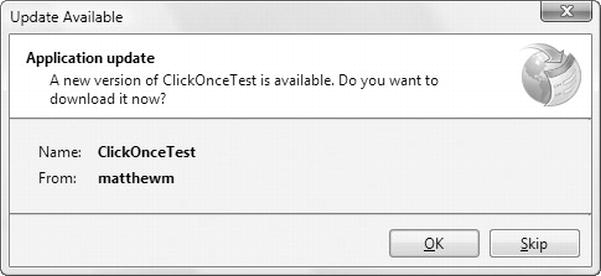 Update Available
Application update
A new version of ClickOnceTest is available. Do you want to
download it now?
Name: ClickOnceTest
From: matthewm
OK Skip